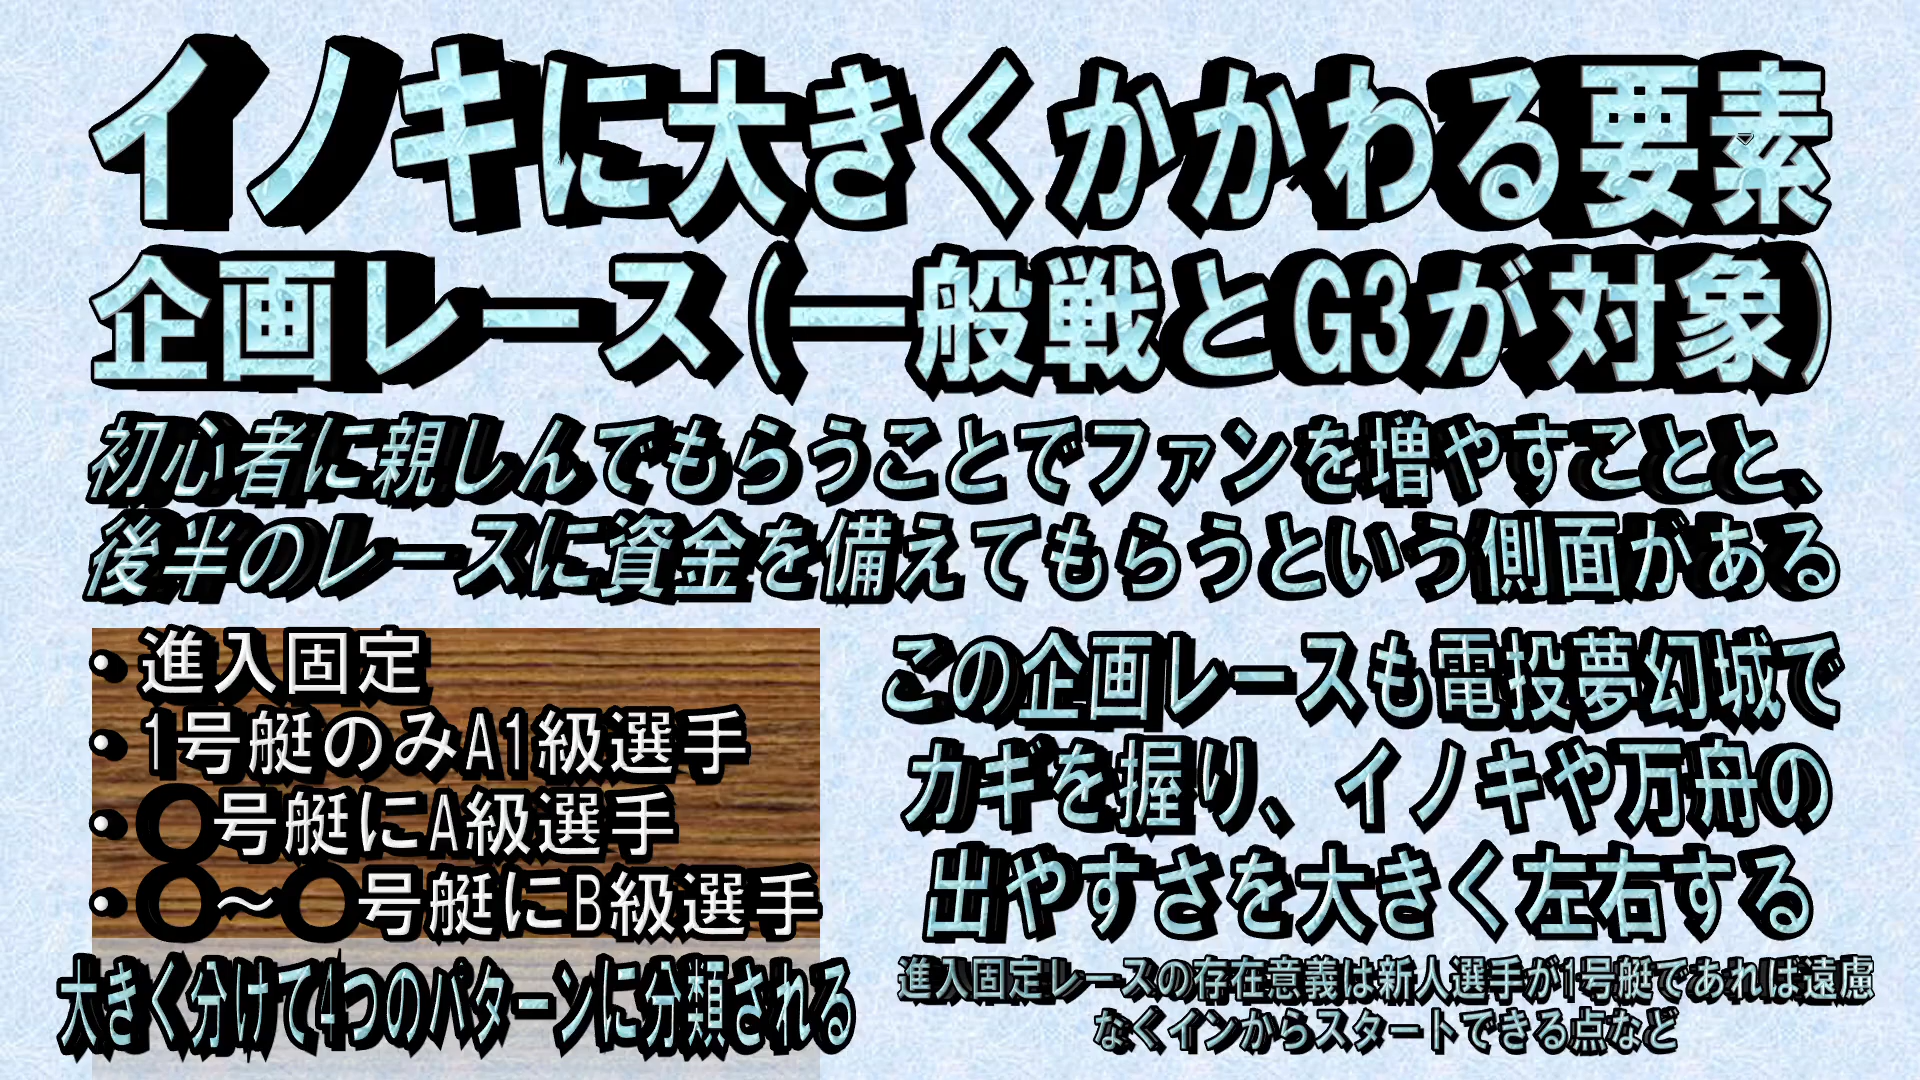 イノキに大きくかかわる要素
企画レース(一般戦とG3が対象)
初心者に親しんでもらうことでファンを増やすことと、
後半のレースに資金を備えてもらうという側面がある
・進入固定
・1号艇のみA1級選手
・〇号艇にA級選手
・〇～〇号艇にB級選手
大きく分けて4つのパターンに分類される
この企画レースも電投夢幻城で
カギを握り、イノキや万舟の
出やすさを大きく左右する
進入固定レースの存在意義は新人選手が1号艇であれば遠慮
なくインからスタートできる点など